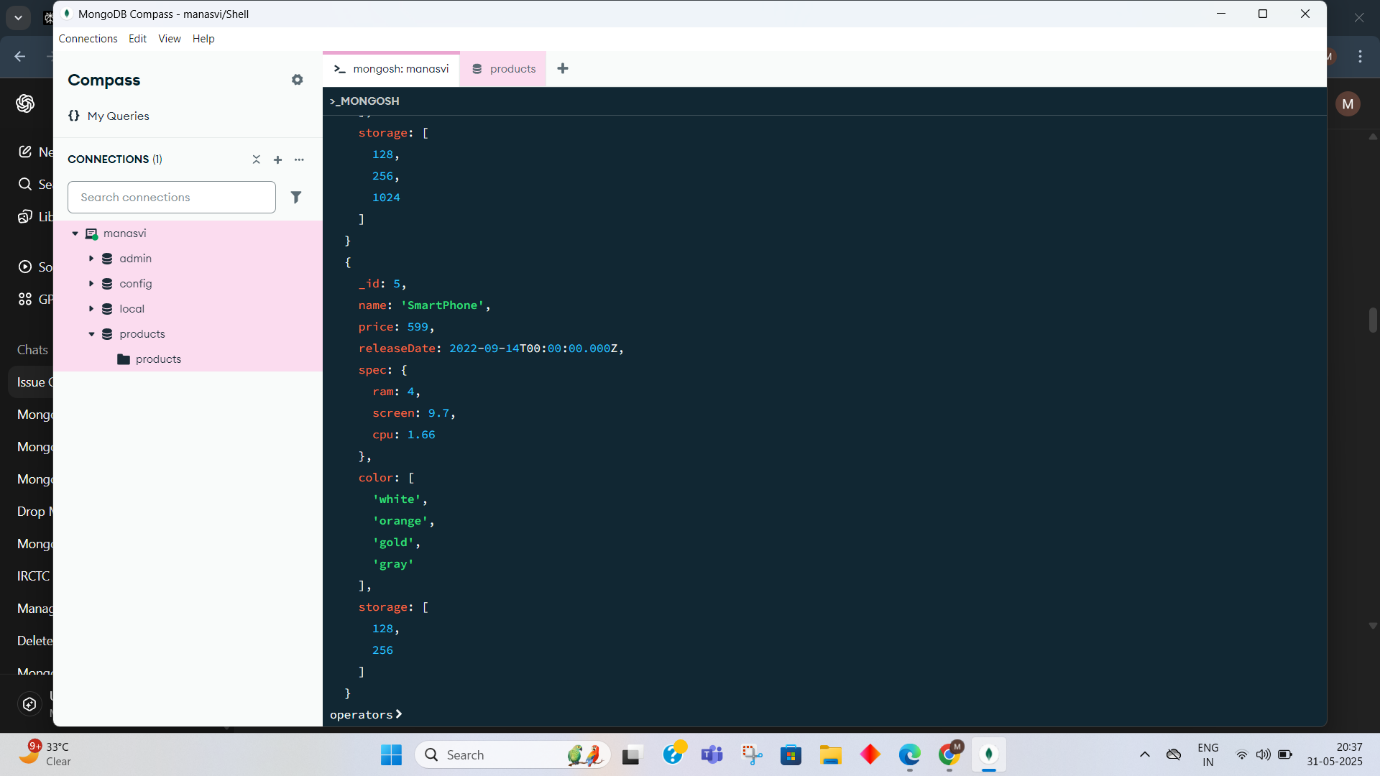 MongoDB Compass - manasvi/Shell
Connections Edit View Help
Compass
{} My Queries
CONNECTIONS (1)
Search connections
manasvi
admin
config
local
products
products
>_ mongosh: manasvi
products
+
>_MONGOSH
storage: [
128,
256,
1024
]
}
{
_id: 5,
name: 'SmartPhone',
price: 599,
releaseDate: 2022-09-14T00:00:00.000Z,
spec: {
ram: 4,
screen: 9.7,
cpu: 1.66
},
color: [
'white',
'orange',
'gold',
'gray'
],
storage: [
128,
256
]
}
operators>
M
M
Chats
Issue
Drop
IRCTC
Delete
9+
33°C
Clear
Search
M
ENG
IN
20:37
31-05-2025